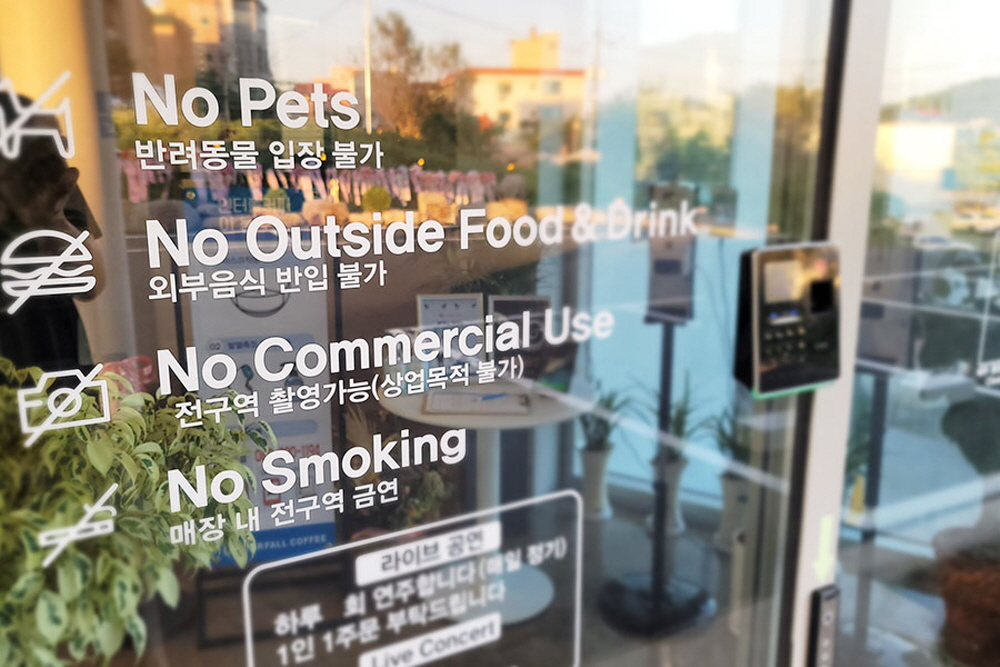 No Pets
반려동물 입장 불가
No Outside Food & Drink
외부음식 반입 불가
No Commercial Use
전구역 촬영가능(상업목적 불가)
No Smoking
매장 내 전구역 금연
라이브 공연
하루 회 연주합니다(매일 정기)
1인 1주문 부탁드립니다
Live Concert
COFFEE